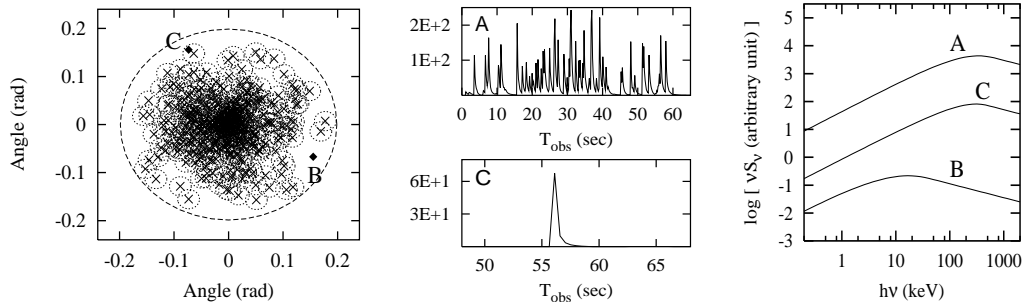 0.2
0.1
0
-0.1
-0.2
Angle (rad)
C
B
-0.2 -0.1 0 0.1 0.2
Angle (rad)
2E+2
1E+2
A
0 10 20 30 40 50 60
T_obs (sec)
6E+1
3E+1
C
50 55 60 65
T_obs (sec)
log [ νS_ν (arbitrary unit) ]
5
4
3
2
1
0
-1
-2
-3
A
C
B
1 10 100 1000
hν (keV)